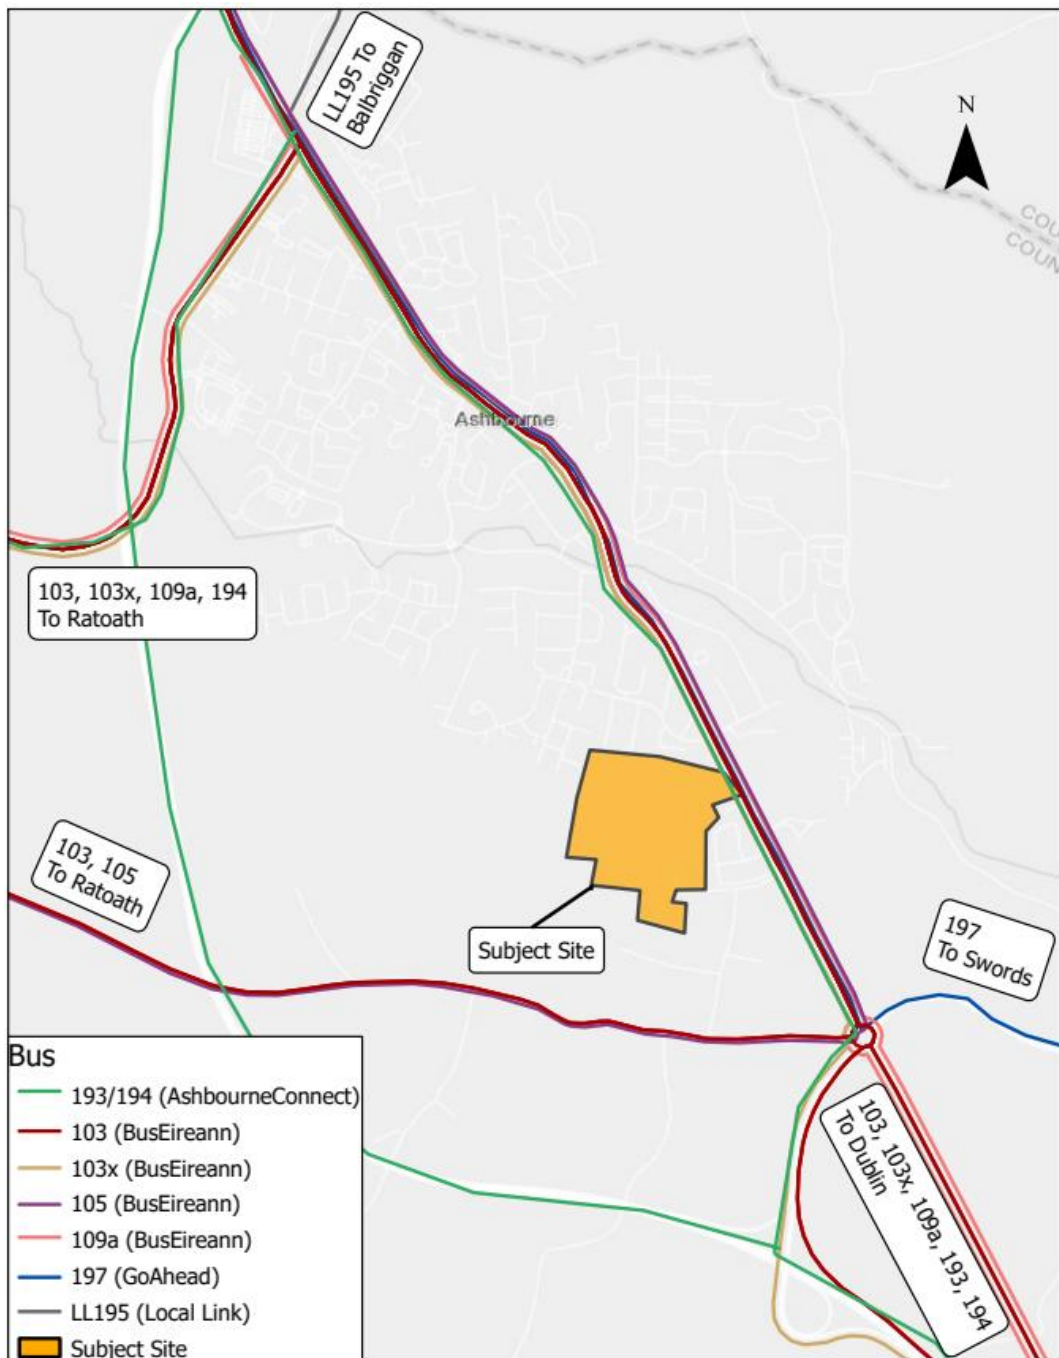 LL195 To
Balbriggan
N
COU
COUN
Ashbourne
103, 103x, 109a, 194
To Ratoath
103, 105
To Ratoath
Subject Site
197
To Swords
103, 103x, 109a, 193, 194
To Dublin
Bus
193/194 (AshbourneConnect)
103 (BusEireann)
103x (BusEireann)
105 (BusEireann)
109a (BusEireann)
197 (GoAhead)
LL195 (Local Link)
Subject Site